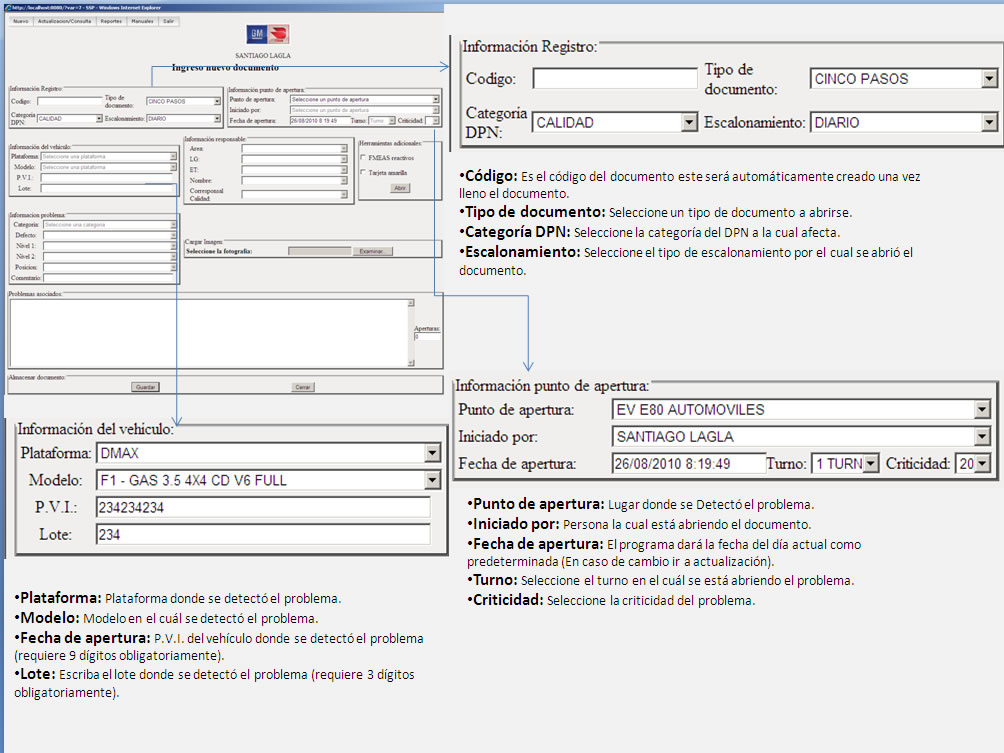 http://localhost:8080/?var=7 - SSP - Windows Internet Explorer
Nuevo Actualizacion/Consulta Reportes Manuales Salir
GM
SANTIAGO LAGLA
Ingreso nuevo documento
Información Registro:
Codigo: Tipo de documento: CINCO PASOS
Categoria DPN: CALIDAD Escalonamiento: DIARIO
Información punto de apertura:
Punto de apertura: Seleccione un punto de apertura
Iniciado por: Seleccione un punto de apertura
Fecha de apertura: 26/08/2010 8:19:49 Turno: Turno Criticidad:
Información del vehiculo:
Plataforma: Seleccione una plataforma
Modelo: Seleccione una plataforma
P.V.I.:
Lote:
Información responsable:
Area:
LG:
ET:
Nombre:
Corresponsal Calidad:
Herramientas adicionales:
FMEAS reactivos
Tarjeta amarilla
Abrir
Informacion problema:
Categoria: Seleccione una categoria
Defecto:
Nivel 1:
Nivel 2:
Posicion:
Comentario:
Cargar Imagen:
Seleccione la fotografia: Examinar...
Problemas asociados:
Aperturas:
0
Almacenar documento:
Guardar Cerrar
Información Registro:
Codigo: Tipo de
documento: CINCO PASOS
Categoria
DPN: CALIDAD Escalonamiento: DIARIO
•Código: Es el código del documento este será automáticamente creado una vez
lleno el documento.
•Tipo de documento: Seleccione un tipo de documento a abrirse.
•Categoría DPN: Seleccione la categoría del DPN a la cual afecta.
•Escalonamiento: Seleccione el tipo de escalonamiento por el cual se abrió el
documento.
Información punto de apertura:
Punto de apertura: EV E80 AUTOMOVILES
Iniciado por: SANTIAGO LAGLA
Fecha de apertura: 26/08/2010 8:19:49 Turno: 1 TURN Criticidad: 20
•Punto de apertura: Lugar donde se Detectó el problema.
•Iniciado por: Persona la cual está abriendo el documento.
•Fecha de apertura: El programa dará la fecha del día actual como
predeterminada (En caso de cambio ir a actualización).
•Turno: Seleccione el turno en el cuál se está abriendo el problema.
•Criticidad: Seleccione la criticidad del problema.
Información del vehículo:
Plataforma: DMAX
Modelo: F1 - GAS 3.5 4X4 CD V6 FULL
P.V.I.: 234234234
Lote: 234
•Plataforma: Plataforma donde se detectó el problema.
•Modelo: Modelo en el cuál se detectó el problema.
•Fecha de apertura: P.V.I. del vehículo donde se detectó el problema
(requiere 9 dígitos obligatoriamente).
•Lote: Escriba el lote donde se detectó el problema (requiere 3 dígitos
obligatoriamente).